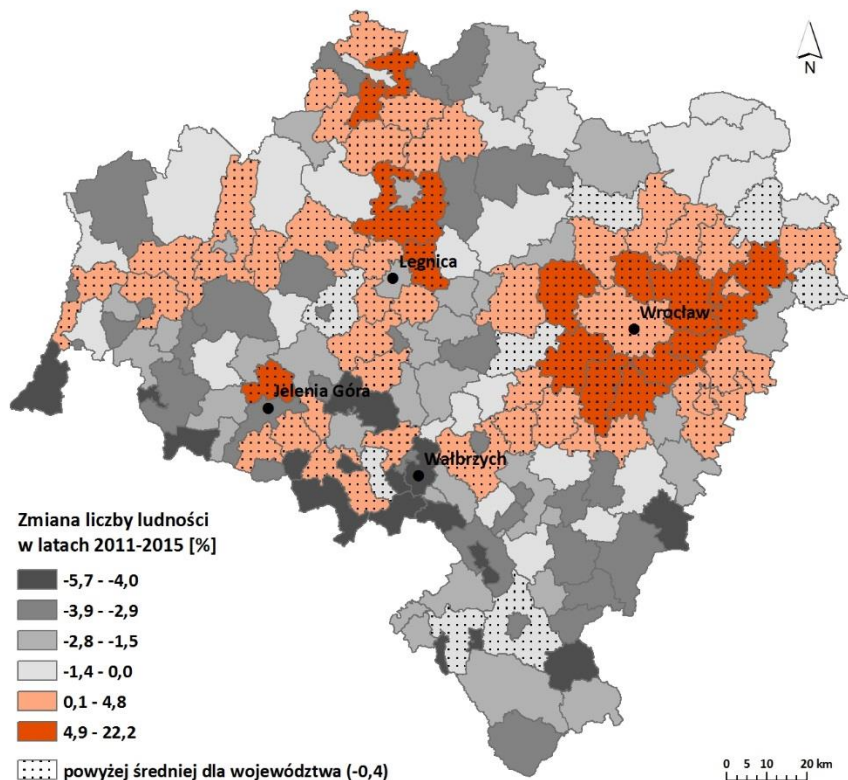 N
Legnica
Wrocław
Jelenia Góra
Wałbrzych
Zmiana liczby ludności
w latach 2011-2015 [%]
-5,7 - -4,0
-3,9 - -2,9
-2,8 - -1,5
-1,4 - 0,0
0,1 - 4,8
4,9 - 22,2
powyżej średniej dla województwa (-0,4)
0 5 10 20 km